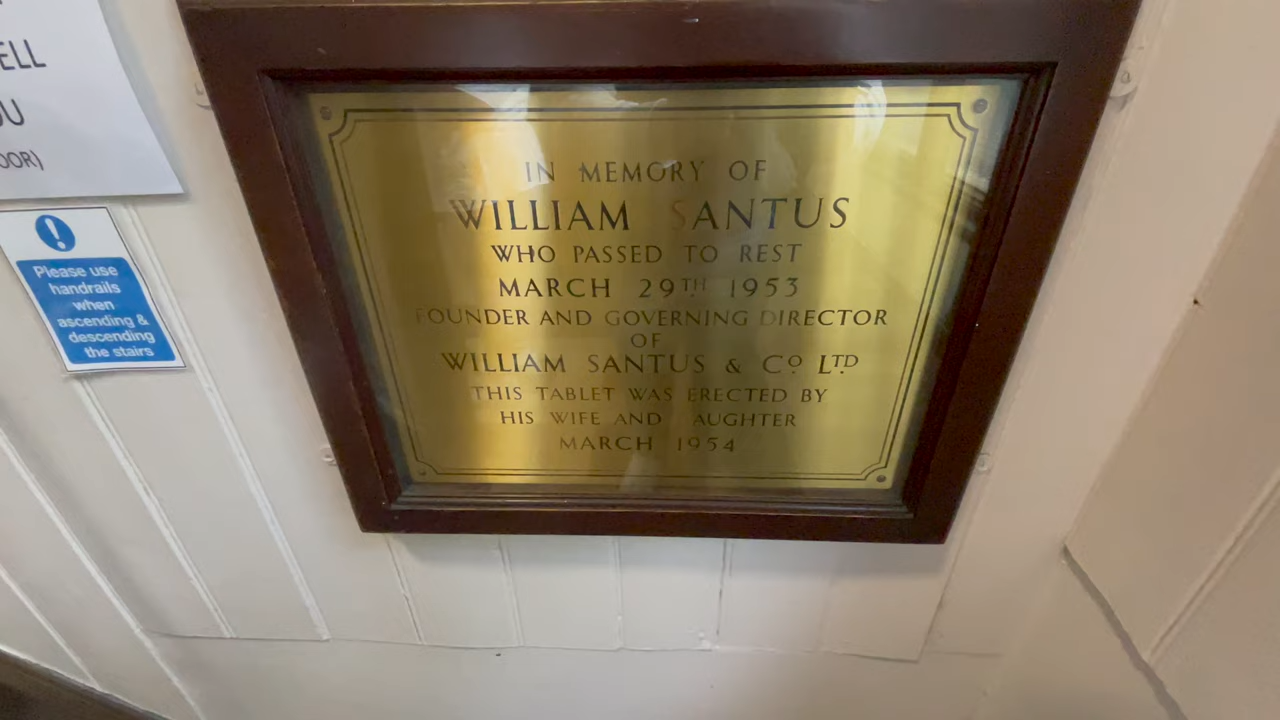 ELL
OU
OOR)
!
Please use
handrails
when
ascending &
descending
the stairs
IN MEMORY OF
WILLIAM SANTUS
WHO PASSED TO REST
MARCH 29TH 1953
FOUNDER AND GOVERNING DIRECTOR
OF
WILLIAM SANTUS & CO LTD
THIS TABLET WAS ERECTED BY
HIS WIFE AND AUGHTER
MARCH 1954